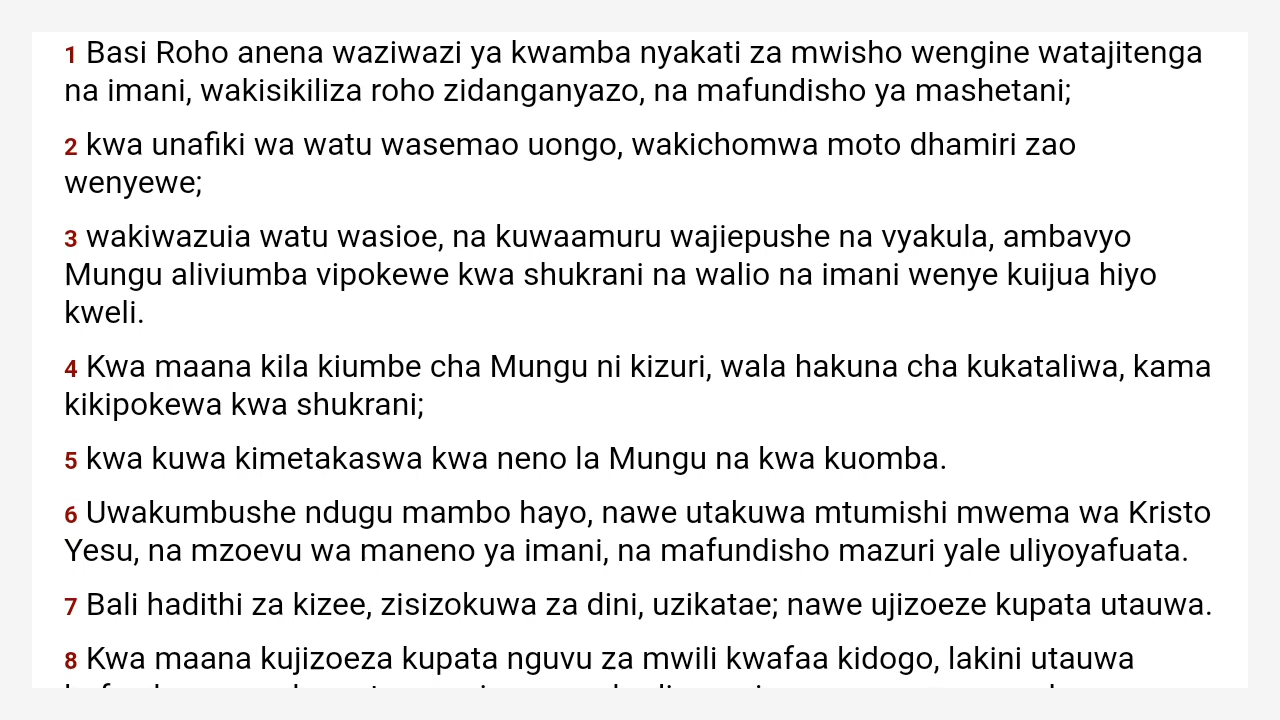 1 Basi Roho anena waziwazi ya kwamba nyakati za mwisho wengine watajitenga
na imani, wakisikiliza roho zidanganyazo, na mafundisho ya mashetani;
2 kwa unafiki wa watu wasemao uongo, wakichomwa moto dhamiri zao
wenyewe;
3 wakiwazuia watu wasioe, na kuwaamuru wajiepushe na vyakula, ambavyo
Mungu aliviumba vipokewe kwa shukrani na walio na imani wenye kuijua hiyo
kweli.
4 Kwa maana kila kiumbe cha Mungu ni kizuri, wala hakuna cha kukataliwa, kama
kikipokewa kwa shukrani;
5 kwa kuwa kimetakaswa kwa neno la Mungu na kwa kuomba.
6 Uwakumbushe ndugu mambo hayo, nawe utakuwa mtumishi mwema wa Kristo
Yesu, na mzoevu wa maneno ya imani, na mafundisho mazuri yale uliyoyafuata.
7 Bali hadithi za kizee, zisizokuwa za dini, uzikatae; nawe ujizoeze kupata utauwa.
8 Kwa maana kujizoeza kupata nguvu za mwili kwafaa kidogo, lakini utauwa